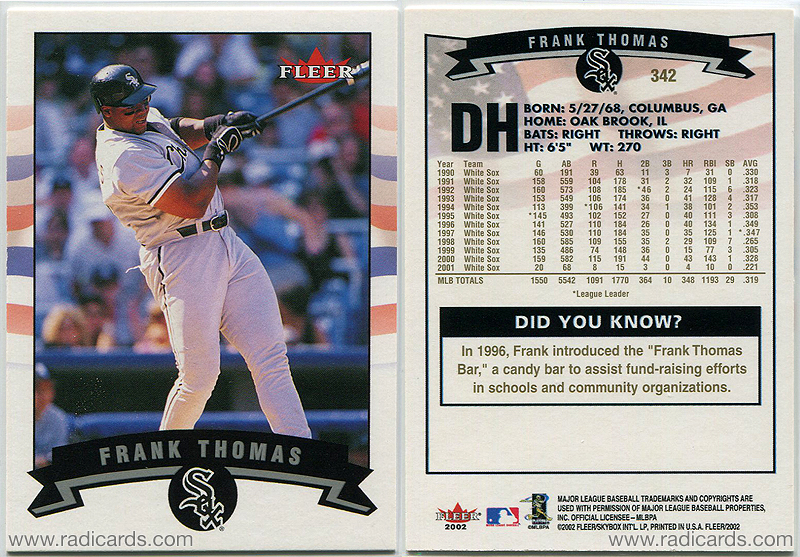 FLEER
Sox
FRANK THOMAS
Sox
www.radicards.com
FRANK THOMAS
Sox
342
DH
BORN: 5/27/68, COLUMBUS, GA
HOME: OAK BROOK, IL
BATS: RIGHT THROWS: RIGHT
HT: 6'5" WT: 270
Year Team G AB R H 2B 3B HR RBI SB AVG
1990 White Sox 60 191 39 63 11 3 7 31 0 .330
1991 White Sox 158 559 104 178 31 2 32 109 1 .318
1992 White Sox 160 573 108 185 *46 2 24 115 6 .323
1993 White Sox 153 549 106 174 36 0 41 128 4 .317
1994 White Sox 113 399 *106 141 34 1 38 101 2 .353
1995 White Sox *145 493 102 152 27 0 40 111 3 .308
1996 White Sox 141 527 110 184 26 0 40 134 1 .349
1997 White Sox 146 530 110 184 35 0 35 125 1 *.347
1998 White Sox 160 585 109 155 35 2 29 109 7 .265
1999 White Sox 135 486 74 148 36 0 15 77 3 .305
2000 White Sox 159 582 115 191 44 0 43 143 1 .328
2001 White Sox 20 68 8 15 3 0 4 10 0 .221
MLB TOTALS 1550 5542 1091 1770 364 10 348 1193 29 .319
*League Leader
DID YOU KNOW?
In 1996, Frank introduced the "Frank Thomas
Bar," a candy bar to assist fund-raising efforts
in schools and community organizations.
FLEER
2002
©MLBPA
MAJOR LEAGUE BASEBALL TRADEMARKS AND COPYRIGHTS ARE
USED WITH PERMISSION OF MAJOR LEAGUE BASEBALL PROPERTIES,
INC. OFFICIAL LICENSEE – MLBPA
©2002 FLEER/SKYBOX INT'L. LP, PRINTED IN U.S.A. FLEER/2002
www.radicards.com